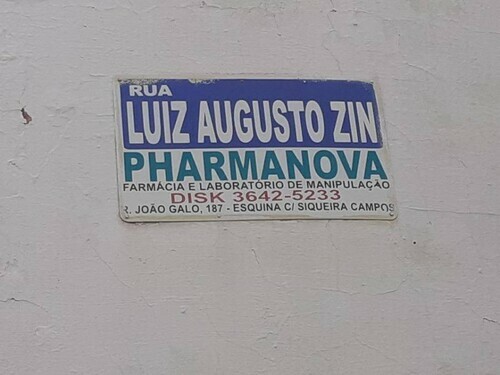 RUA
LUIZ AUGUSTO ZIN
PHARMANOVA
FARMÁCIA E LABORATÓRIO DE MANIPULAÇÃO
DISK 3642-5233
R. JOÃO GALO, 187 - ESQUINA C/ SIQUEIRA CAMPOS